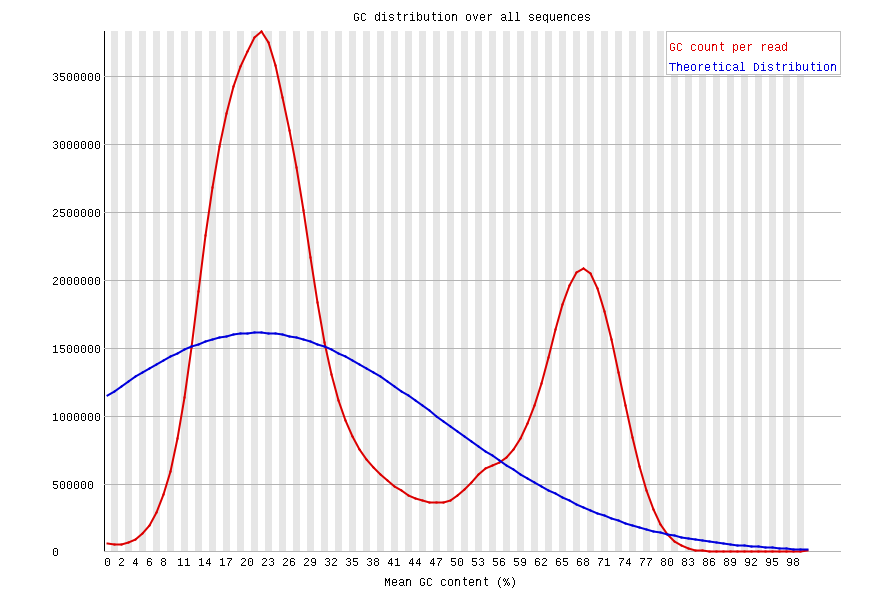 GC distribution over all sequences
GC count per read
Theoretical Distribution
3500000
3000000
2500000
2000000
1500000
1000000
500000
0
0 2 4 6 8 11 14 17 20 23 26 29 32 35 38 41 44 47 50 53 56 59 62 65 68 71 74 77 80 83 86 89 92 95 98
Mean GC content (%)